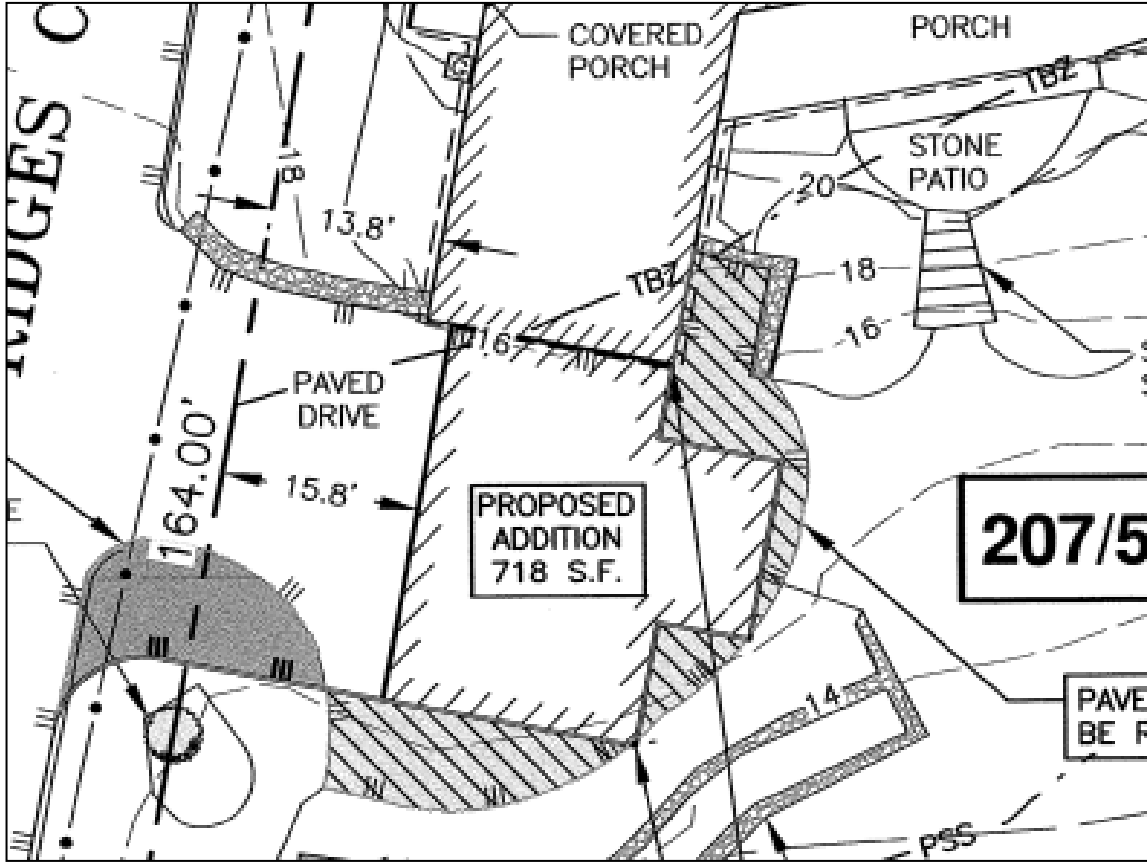 COVERED
PORCH
PORCH
TBZ
STONE
PATIO
18
20
13.8'
TBZ
18
16
16
PAVED
DRIVE
164.00'
15.8'
PROPOSED
ADDITION
718 S.F.
207/5
14
PAVE
BE R
PSS